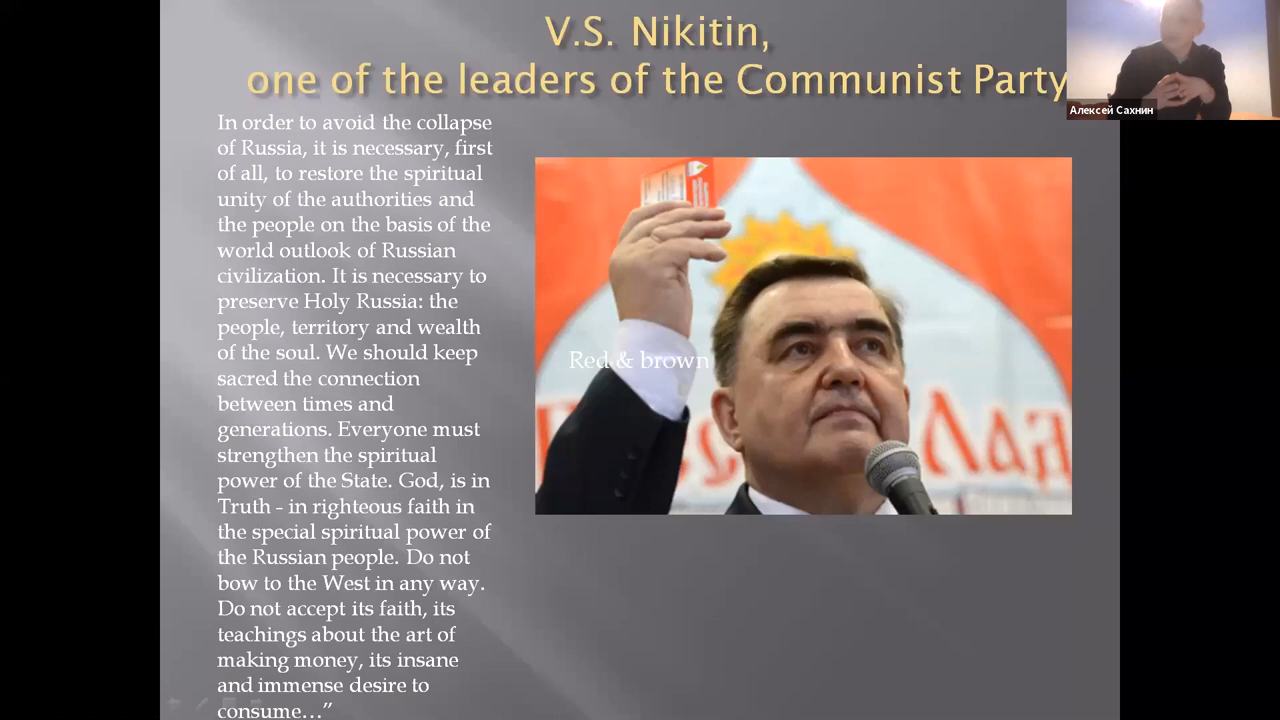 V.S. Nikitin,
one of the leaders of the Communist Party
Алексей Сахнин
In order to avoid the collapse
of Russia, it is necessary, first
of all, to restore the spiritual
unity of the authorities and
the people on the basis of the
world outlook of Russian
civilization. It is necessary to
preserve Holy Russia: the
people, territory and wealth
of the soul. We should keep
sacred the connection
between times and
generations. Everyone must
strengthen the spiritual
power of the State. God, is in
Truth - in righteous faith in
the special spiritual power of
the Russian people. Do not
bow to the West in any way.
Do not accept its faith, its
teachings about the art of
making money, its insane
and immense desire to
consume…”
Red & brown